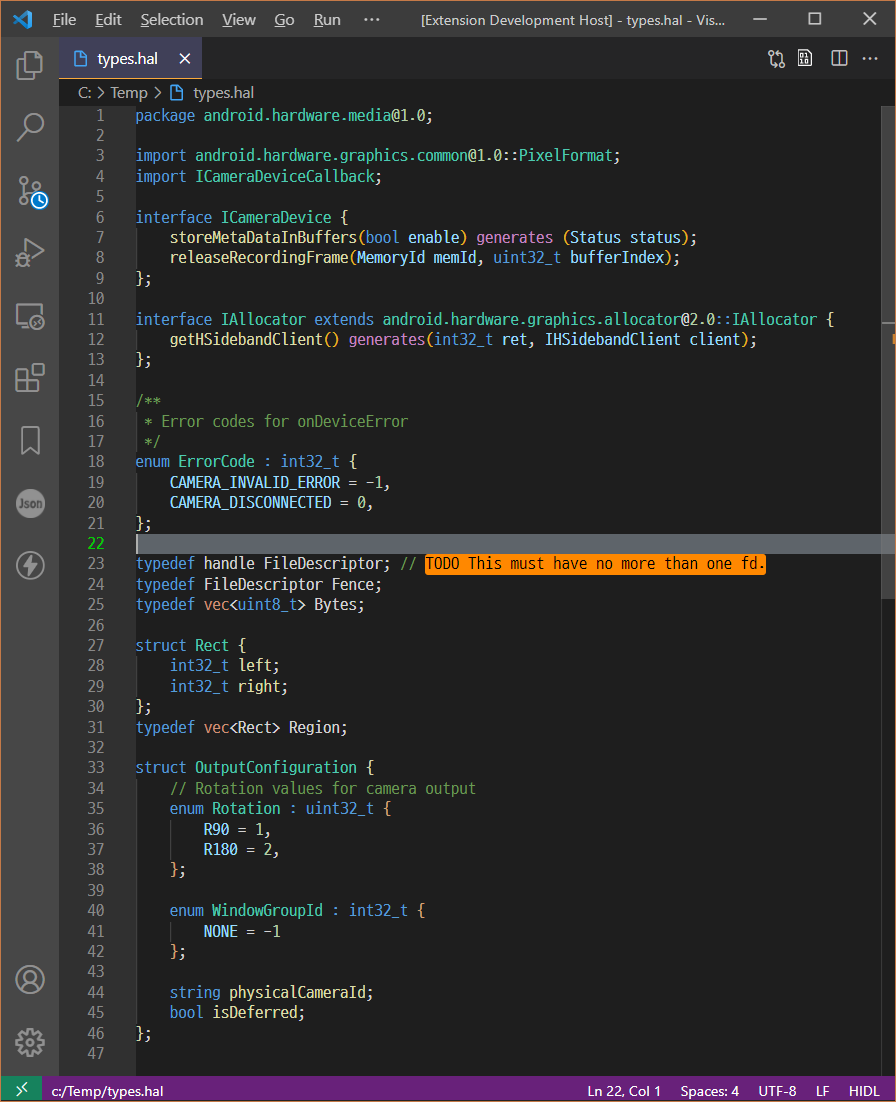 File Edit Selection View Go Run ··· [Extension Development Host] - types.hal - Vis...
types.hal
C: > Temp > types.hal
1 package android.hardware.media@1.0;
2
3 import android.hardware.graphics.common@1.0::PixelFormat;
4 import ICameraDeviceCallback;
5
6 interface ICameraDevice {
7     storeMetaDataInBuffers(bool enable) generates (Status status);
8     releaseRecordingFrame(MemoryId memId, uint32_t bufferIndex);
9 };
10
11 interface IAllocator extends android.hardware.graphics.allocator@2.0::IAllocator {
12     getHSidebandClient() generates(int32_t ret, IHSidebandClient client);
13 };
14
15 /**
16  * Error codes for onDeviceError
17  */
18 enum ErrorCode : int32_t {
19     CAMERA_INVALID_ERROR = -1,
20     CAMERA_DISCONNECTED = 0,
21 };
22
23 typedef handle FileDescriptor; // TODO This must have no more than one fd.
24 typedef FileDescriptor Fence;
25 typedef vec<uint8_t> Bytes;
26
27 struct Rect {
28     int32_t left;
29     int32_t right;
30 };
31 typedef vec<Rect> Region;
32
33 struct OutputConfiguration {
34     // Rotation values for camera output
35     enum Rotation : uint32_t {
36         R90 = 1,
37         R180 = 2,
38     };
39
40     enum WindowGroupId : int32_t {
41         NONE = -1
42     };
43
44     string physicalCameraId;
45     bool isDeferred;
46 };
47
Json
c:/Temp/types.hal Ln 22, Col 1 Spaces: 4 UTF-8 LF HIDL